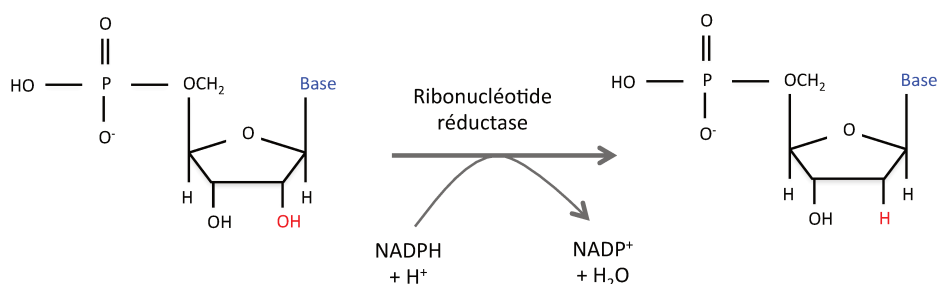 O
HO
P
OCH₂
Base
O⁻
O
H
H
OH
OH
Ribonucléotide
réductase
NADPH
+ H⁺
NADP⁺
+ H₂O
O
HO
P
OCH₂
Base
O⁻
O
H
H
OH
H